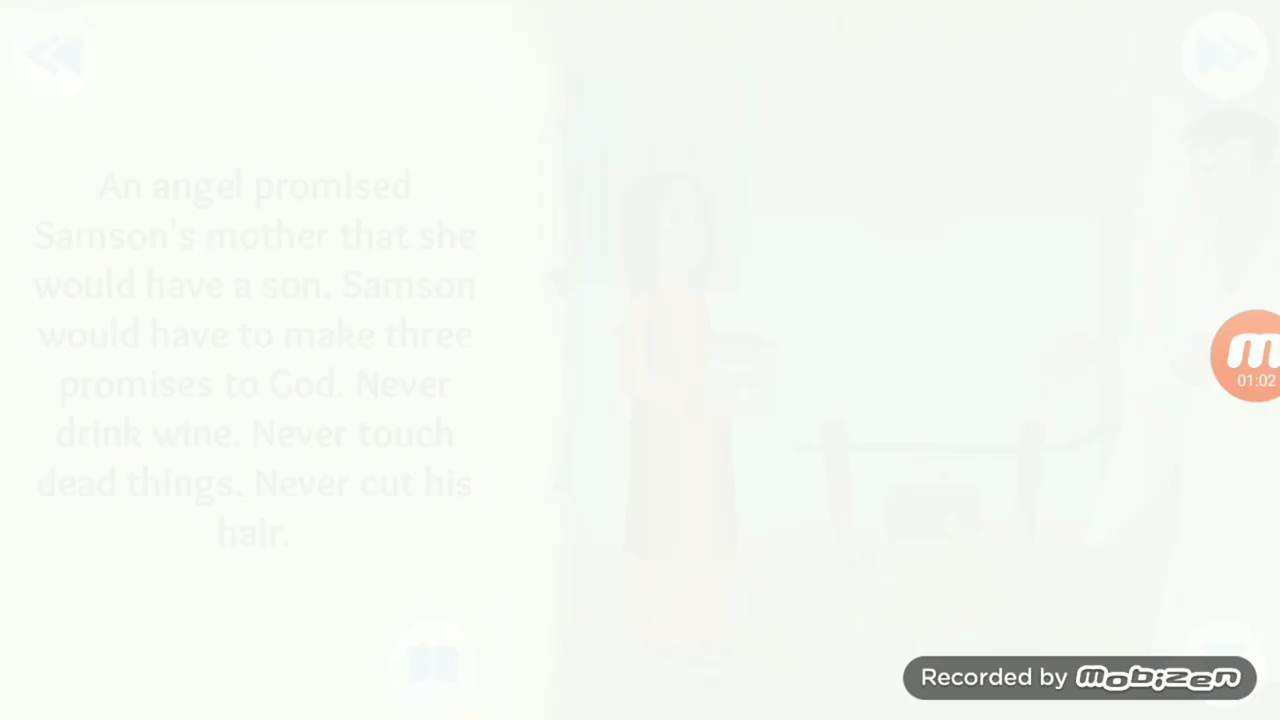 An angel promised
Samson's mother that she
would have a son. Samson
would have to make three
promises to God. Never
drink wine. Never touch
dead things. Never cut his
hair.
m
01:02
Recorded by mobizen